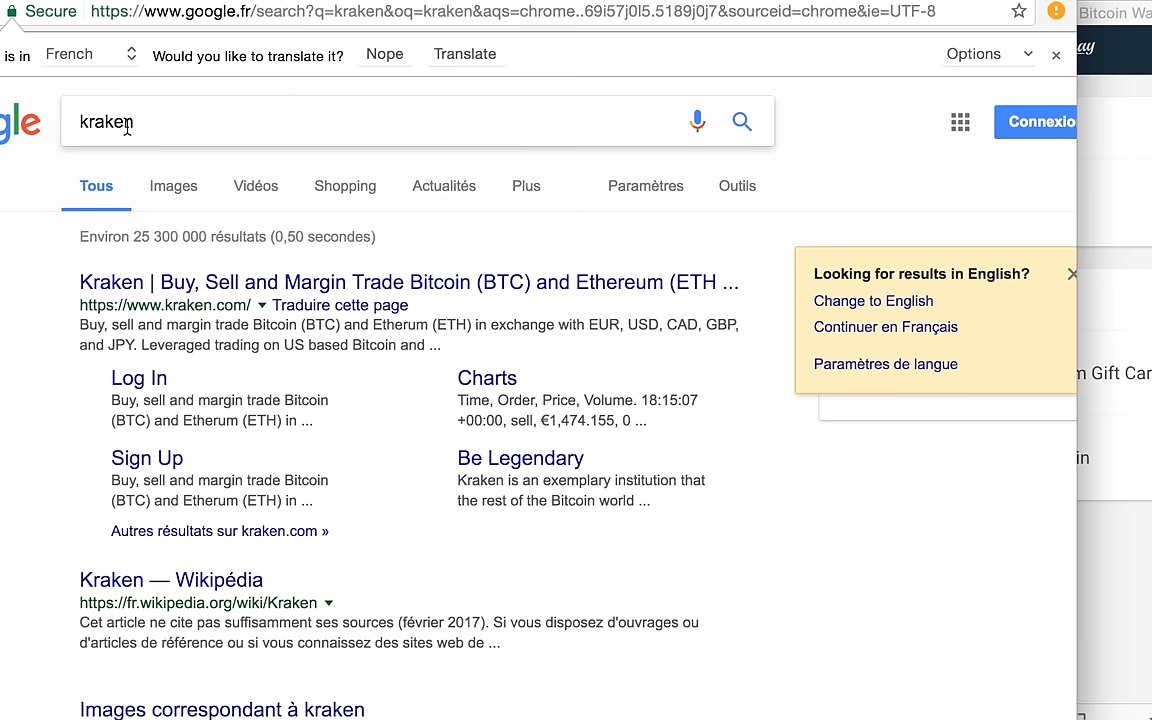 Secure https://www.google.fr/search?q=kraken&oq=kraken&aqs=chrome..69i57j0l5.5189j0j7&sourceid=chrome&ie=UTF-8
Bitcoin Wa
is in French Would you like to translate it? Nope Translate Options
ay
gle kraken Connexio
Tous Images Vidéos Shopping Actualités Plus Paramètres Outils
Environ 25 300 000 résultats (0,50 secondes)
Kraken | Buy, Sell and Margin Trade Bitcoin (BTC) and Ethereum (ETH ...
https://www.kraken.com/ Traduire cette page
Buy, sell and margin trade Bitcoin (BTC) and Etherum (ETH) in exchange with EUR, USD, CAD, GBP,
and JPY. Leveraged trading on US based Bitcoin and ...
Log In
Buy, sell and margin trade Bitcoin
(BTC) and Etherum (ETH) in ...
Charts
Time, Order, Price, Volume. 18:15:07
+00:00, sell, €1,474.155, 0 ...
Sign Up
Buy, sell and margin trade Bitcoin
(BTC) and Etherum (ETH) in ...
Be Legendary
Kraken is an exemplary institution that
the rest of the Bitcoin world ...
Autres résultats sur kraken.com »
Kraken — Wikipédia
https://fr.wikipedia.org/wiki/Kraken
Cet article ne cite pas suffisamment ses sources (février 2017). Si vous disposez d'ouvrages ou
d'articles de référence ou si vous connaissez des sites web de ...
Images correspondant à kraken
Looking for results in English?
Change to English
Continuer en Français
Paramètres de langue
m Gift Car
in